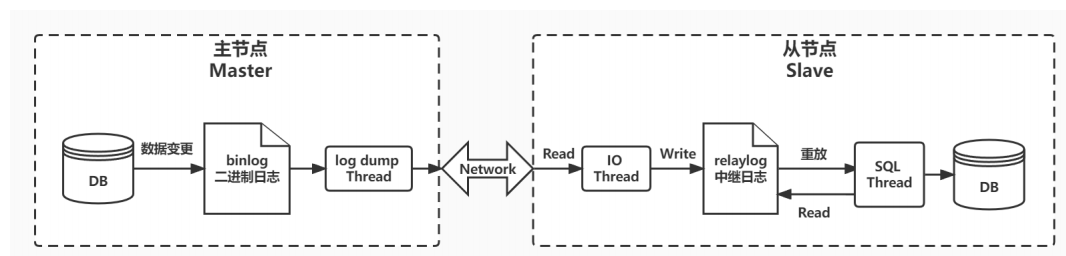 主节点
Master
DB
数据变更
binlog
二进制日志
log dump
Thread
Network
从节点
Slave
Read
IO
Thread
Write
relaylog
中继日志
重放
Read
SQL
Thread
DB